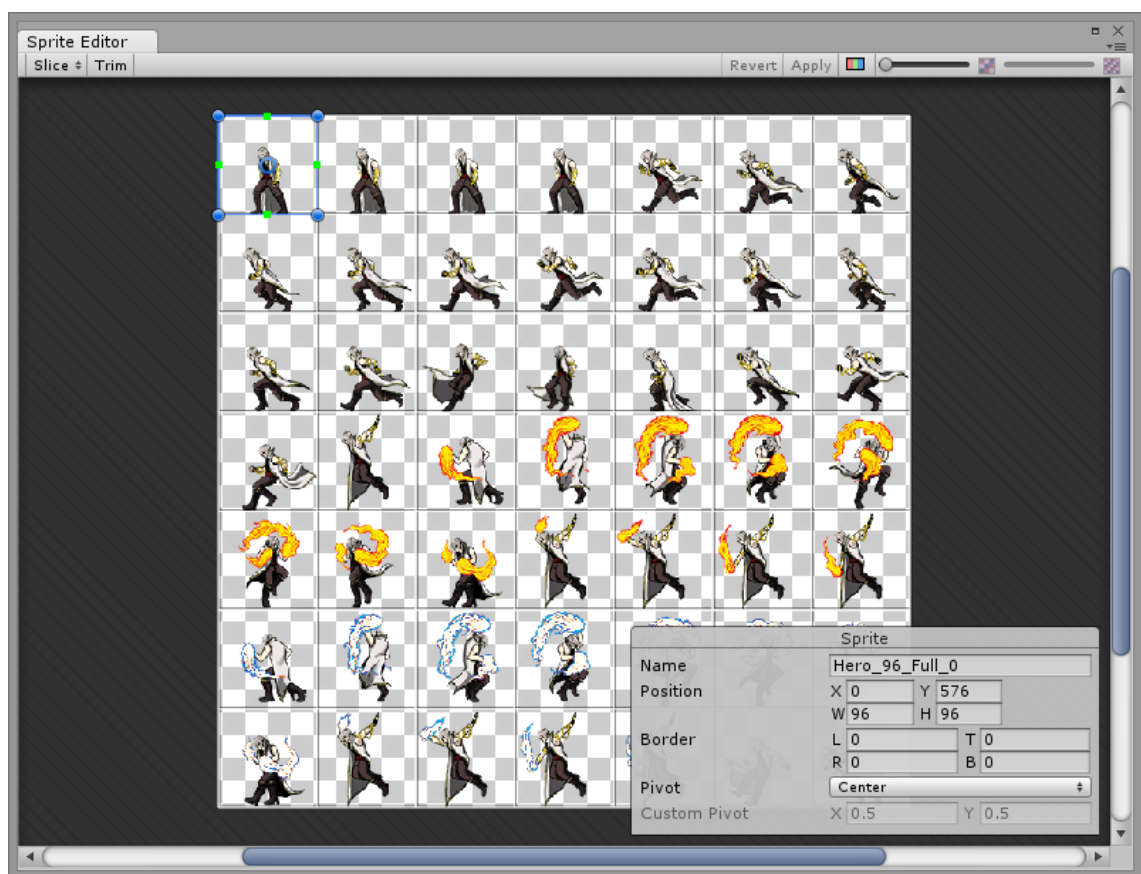 Sprite Editor
Slice Trim Revert Apply
Sprite
Name Hero_96_Full_0
Position X 0 Y 576
W 96 H 96
Border L 0 T 0
R 0 B 0
Pivot Center
Custom Pivot X 0.5 Y 0.5